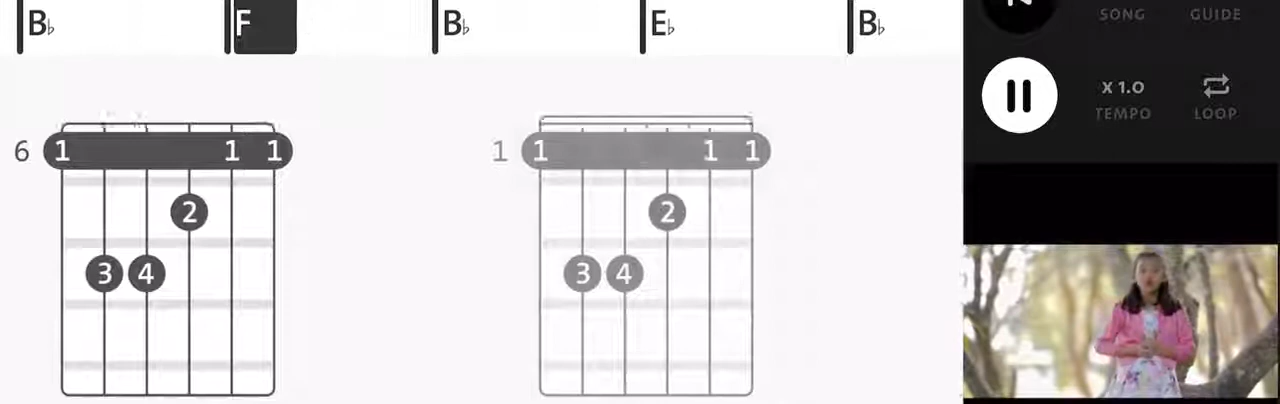 B♭ F B♭ E♭ B♭
SONG GUIDE
x 1.0
TEMPO LOOP
6 1 1 1
2
3 4
1 1 1 1
2
3 4